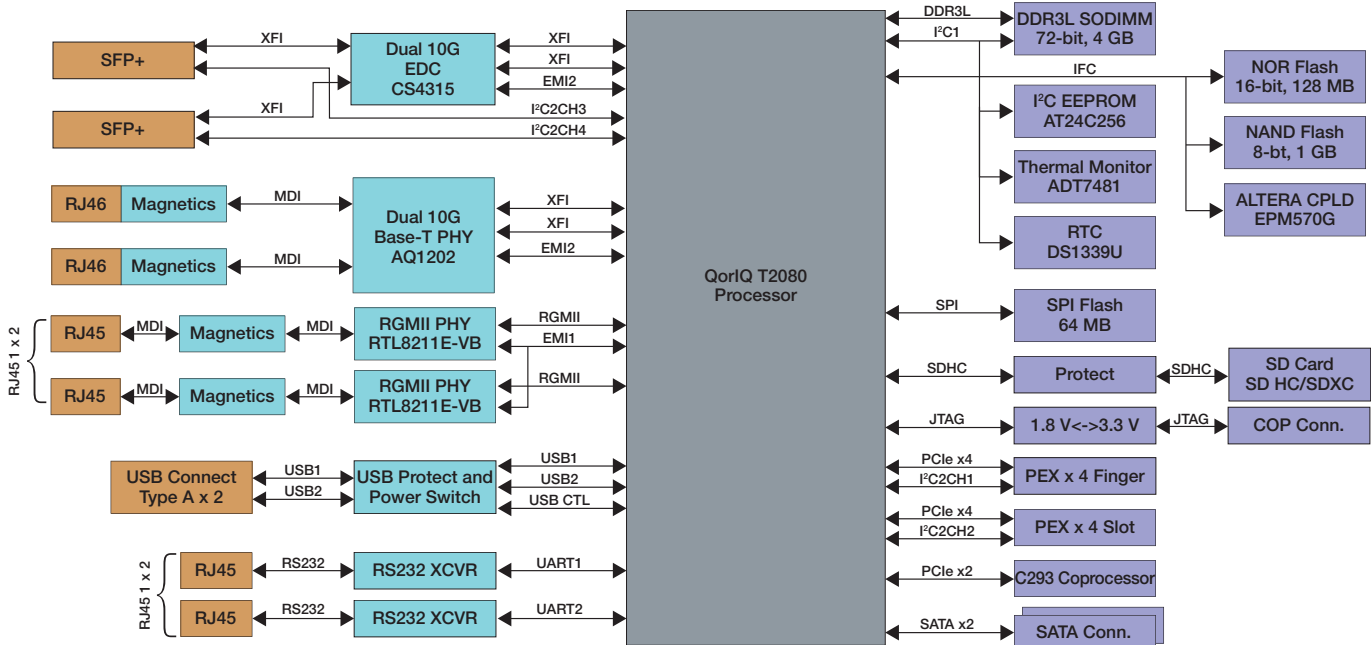 XFI
XFI
DDR3L
I²C1
SFP+
Dual 10G
EDC
CS4315
XFI
EMI2
DDR3L SODIMM
72-bit, 4 GB
IFC
NOR Flash
16-bit, 128 MB
XFI
I²C2CH3
SFP+
I²C2CH4
I²C EEPROM
AT24C256
NAND Flash
8-bt, 1 GB
RJ46
Magnetics
MDI
Dual 10G
Base-T PHY
AQ1202
XFI
XFI
EMI2
Thermal Monitor
ADT7481
ALTERA CPLD
EPM570G
RJ46
Magnetics
MDI
RTC
DS1339U
QorIQ T2080
Processor
SPI
SPI Flash
64 MB
RJ45 1 x 2
RJ45
MDI
Magnetics
MDI
RGMII PHY
RTL8211E-VB
RGMII
EMI1
RJ45
MDI
Magnetics
MDI
RGMII PHY
RTL8211E-VB
RGMII
SDHC
Protect
SDHC
SD Card
SD HC/SDXC
JTAG
1.8 V<->3.3 V
JTAG
COP Conn.
USB Connect
Type A x 2
USB1
USB2
USB Protect and
Power Switch
USB1
USB2
USB CTL
PCIe x4
I²C2CH1
PEX x 4 Finger
PCIe x4
I²C2CH2
PEX x 4 Slot
RJ45 1 x 2
RJ45
RS232
RS232 XCVR
UART1
PCIe x2
C293 Coprocessor
RJ45
RS232
RS232 XCVR
UART2
SATA x2
SATA Conn.